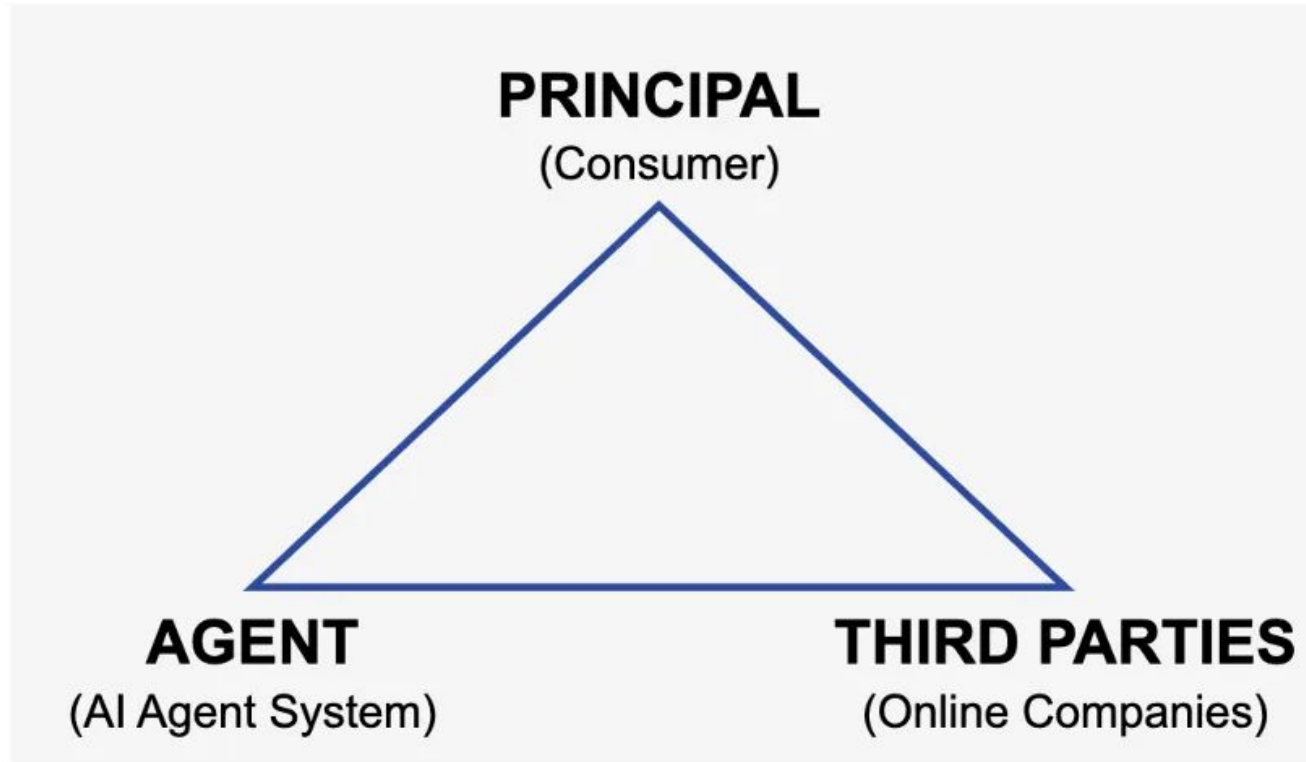 PRINCIPAL
(Consumer)
AGENT
(AI Agent System)
THIRD PARTIES
(Online Companies)